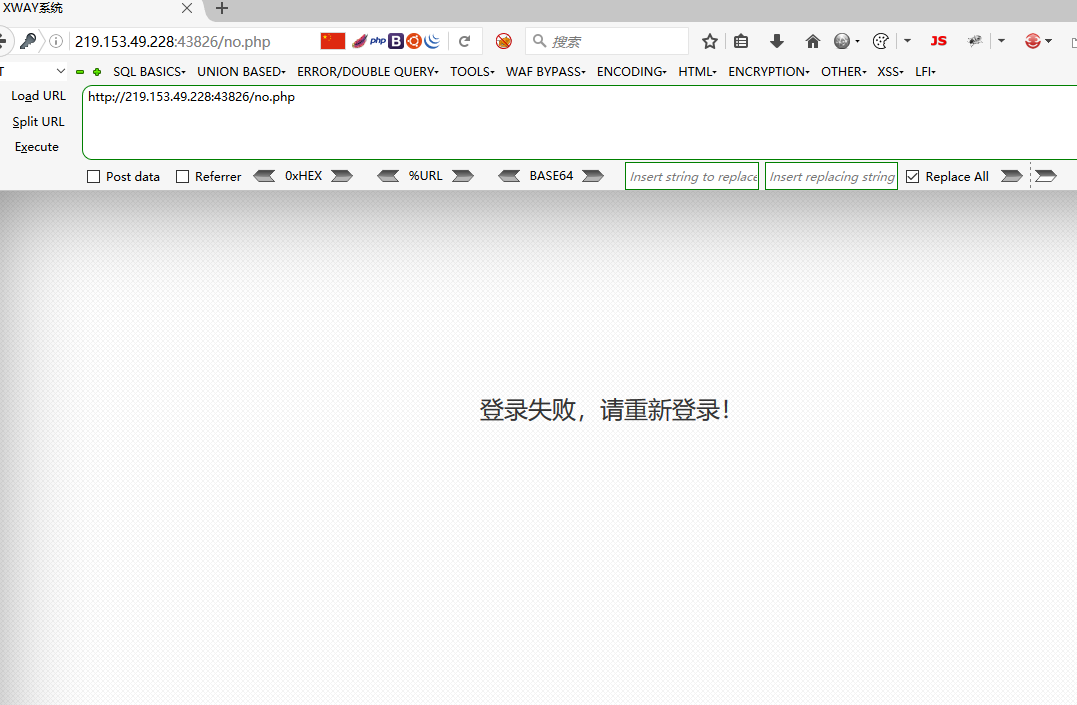 XWAY系统
219.153.49.228:43826/no.php
php B
搜索
JS
T
SQL BASICS UNION BASED ERROR/DOUBLE QUERY TOOLS WAF BYPASS ENCODING HTML ENCRYPTION OTHER XSS LFI
Load URL
http://219.153.49.228:43826/no.php
Split URL
Execute
Post data Referrer 0xHEX %URL BASE64 Insert string to replace Insert replacing string Replace All
登录失败，请重新登录！